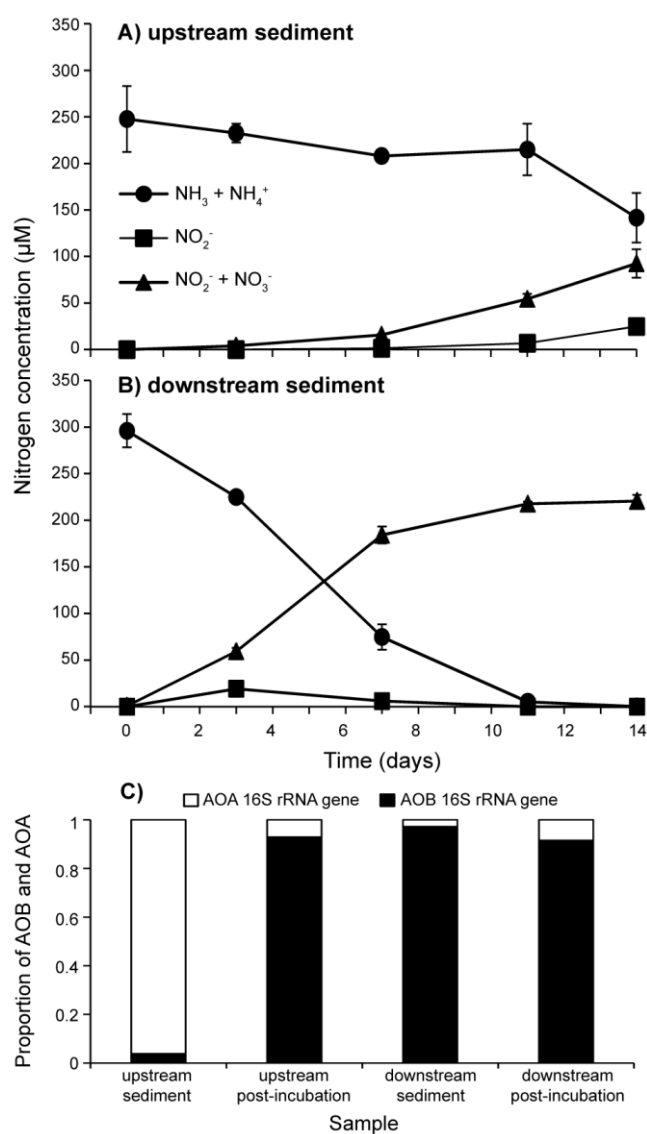 A) upstream sediment
350
300
250
200
150
100
50
0
NH₃ + NH₄⁺
NO₂⁻
NO₂⁻ + NO₃⁻
Nitrogen concentration (µM)
B) downstream sediment
350
300
250
200
150
100
50
0
0 2 4 6 8 10 12 14
Time (days)
C)
AOA 16S rRNA gene AOB 16S rRNA gene
Proportion of AOB and AOA
1
0.8
0.6
0.4
0.2
0
upstream sediment
upstream post-incubation
downstream sediment
downstream post-incubation
Sample